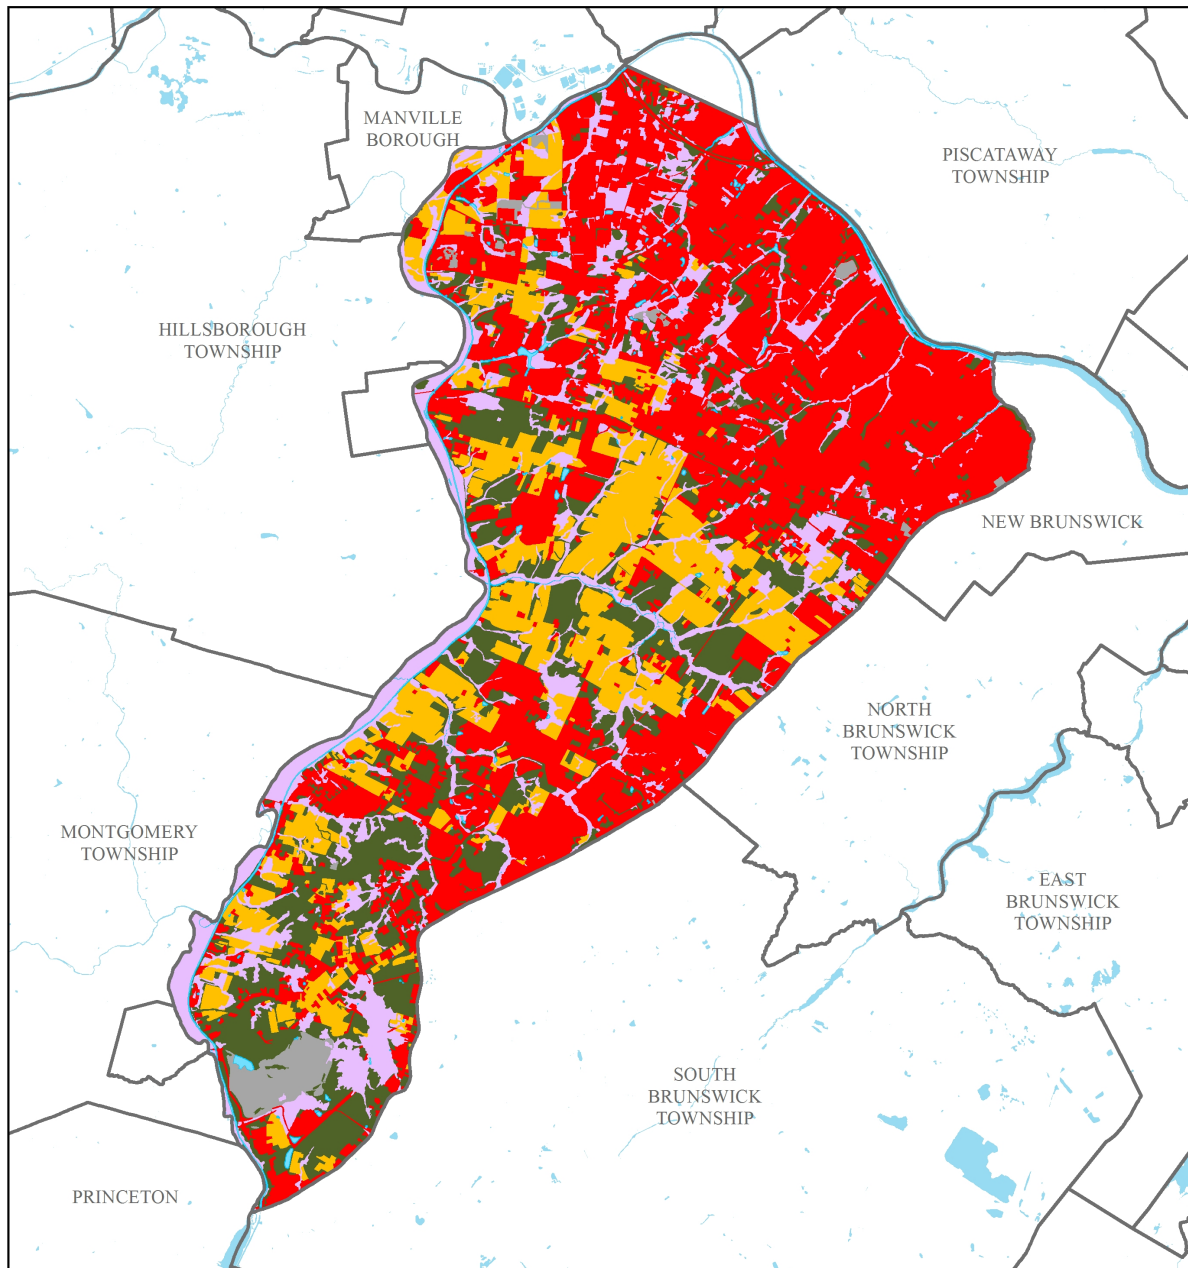 MANVILLE
BOROUGH
PISCATAWAY
TOWNSHIP
HILLSBOROUGH
TOWNSHIP
NEW BRUNSWICK
NORTH
BRUNSWICK
TOWNSHIP
MONTGOMERY
TOWNSHIP
EAST
BRUNSWICK
TOWNSHIP
SOUTH
BRUNSWICK
TOWNSHIP
PRINCETON